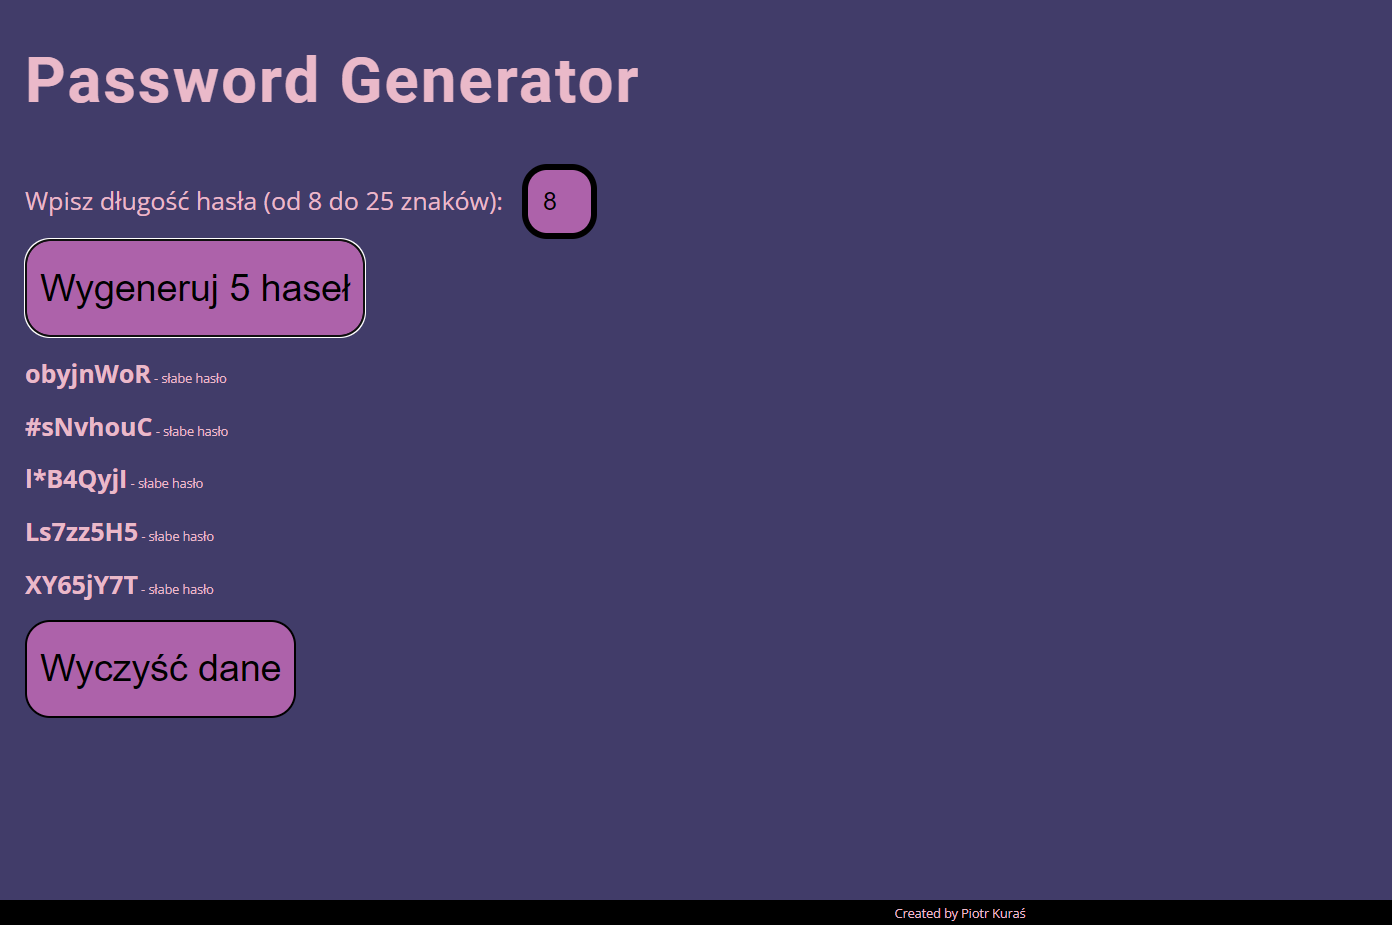 Password Generator
Wpisz długość hasła (od 8 do 25 znaków): 8
Wygeneruj 5 haseł
obyjnWoR - słabe hasło
#sNvhouC - słabe hasło
l*B4QyjI - słabe hasło
Ls7zz5H5 - słabe hasło
XY65jY7T - słabe hasło
Wyczyść dane
Created by Piotr Kuraś